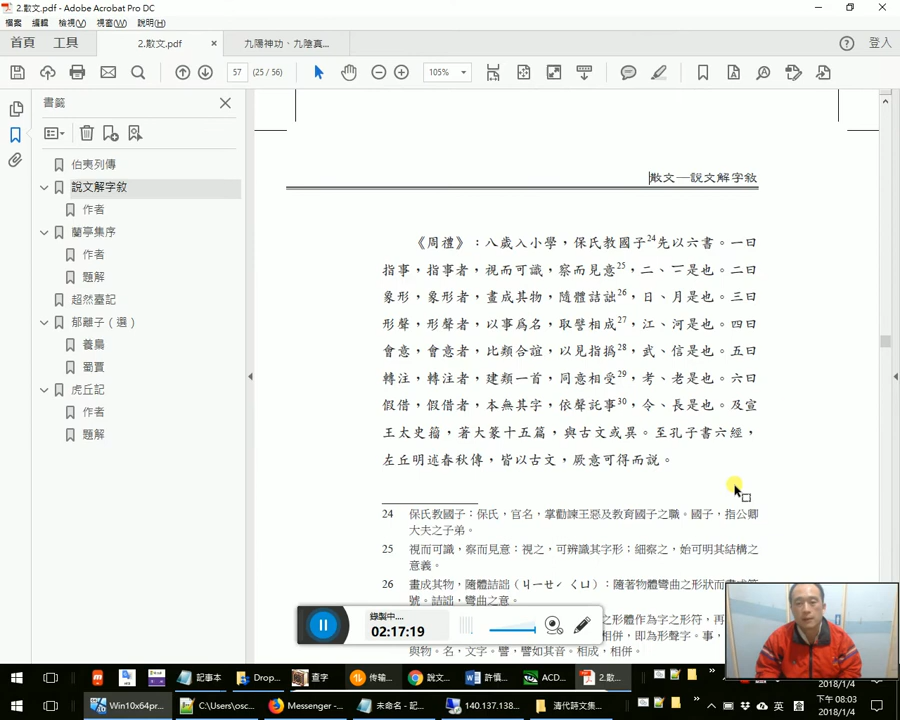 2.散文.pdf - Adobe Acrobat Pro DC
檔案 編輯 檢視(V) 視窗(W) 說明(H)
首頁 工具 2.散文.pdf × 九陽神功、九陰真... 登入
57 (25 / 56) 105%
書籤
伯夷列傳
說文解字敘
作者
蘭亭集序
作者
題解
超然臺記
郁離子（選）
養梟
蜀賈
虎丘記
作者
題解
散文─說文解字敘
《周禮》：八歲入小學，保氏教國子24先以六書。一曰
指事，指事者，視而可識，察而見意25，二、亖是也。二曰
象形，象形者，畫成其物，隨體詰詘26，日、月是也。三曰
形聲，形聲者，以事為名，取譬相成27，江、河是也。四曰
會意，會意者，比類合誼，以見指撝28，武、信是也。五曰
轉注，轉注者，建類一首，同意相受29，考、老是也。六曰
假借，假借者，本無其字，依聲託事30，令、長是也。及宣
王太史籀，著大篆十五篇，與古文或異。至孔子書六經，
左丘明述春秋傳，皆以古文，厥意可得而說。
24 保氏教國子：保氏，官名，掌勸諫王惡及教育國子之職。國子，指公卿
大夫之子弟。
25 視而可識，察而見意：視之，可辨識其字形；細察之，始可明其結構之
意義。
26 畫成其物，隨體詰詘（ㄐㄧㄝˊ ㄑㄩ）：隨著物體彎曲之形狀而畫成符
號。詰詘，彎曲之意。
之形體作為字之形符，再
相併，即為形聲字。事，
與物。名，文字。譬，譬如其音。相成，相併。
錄製中....
02:17:19
記事本 Drop... 查字 传输... 說文... 許慎... ACD... 2.散...
2018/1/4
Win10x64pr... C:\Users\osc... Messenger -... 未命名 - 記... 140.137.138... 清代詩文集... 英 下午 08:03
2018/1/4